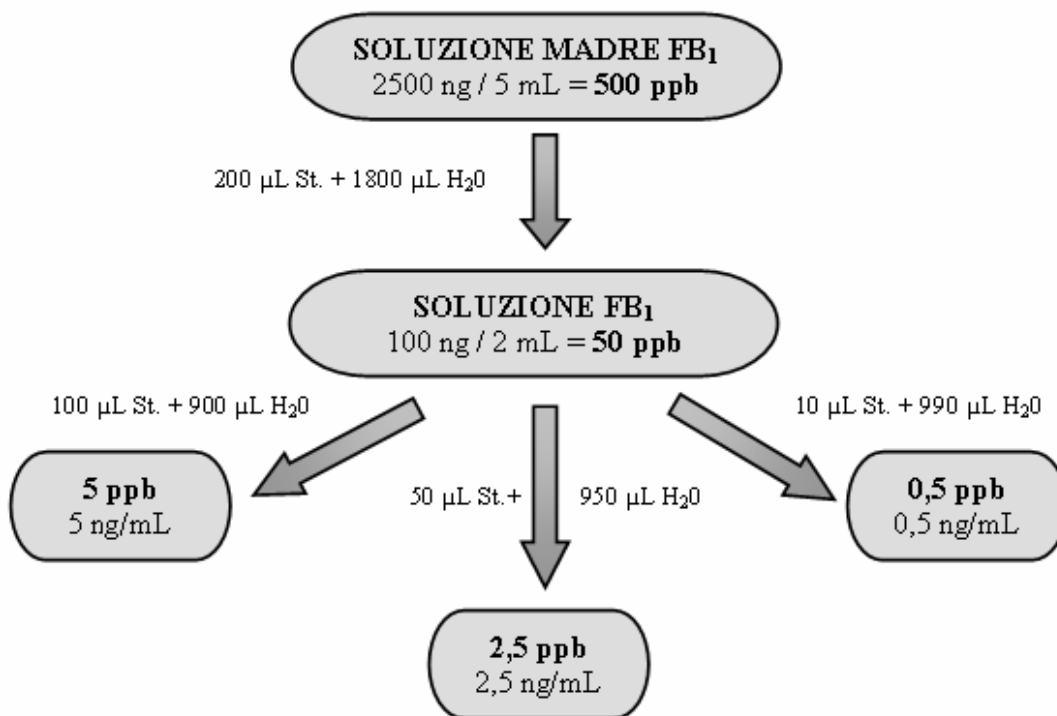 SOLUZIONE MADRE FB₁
2500 ng / 5 mL = 500 ppb
200 µL St. + 1800 µL H₂0
SOLUZIONE FB₁
100 ng / 2 mL = 50 ppb
100 µL St. + 900 µL H₂0
10 µL St. + 990 µL H₂0
5 ppb
5 ng/mL
50 µL St.+ 950 µL H₂0
0,5 ppb
0,5 ng/mL
2,5 ppb
2,5 ng/mL